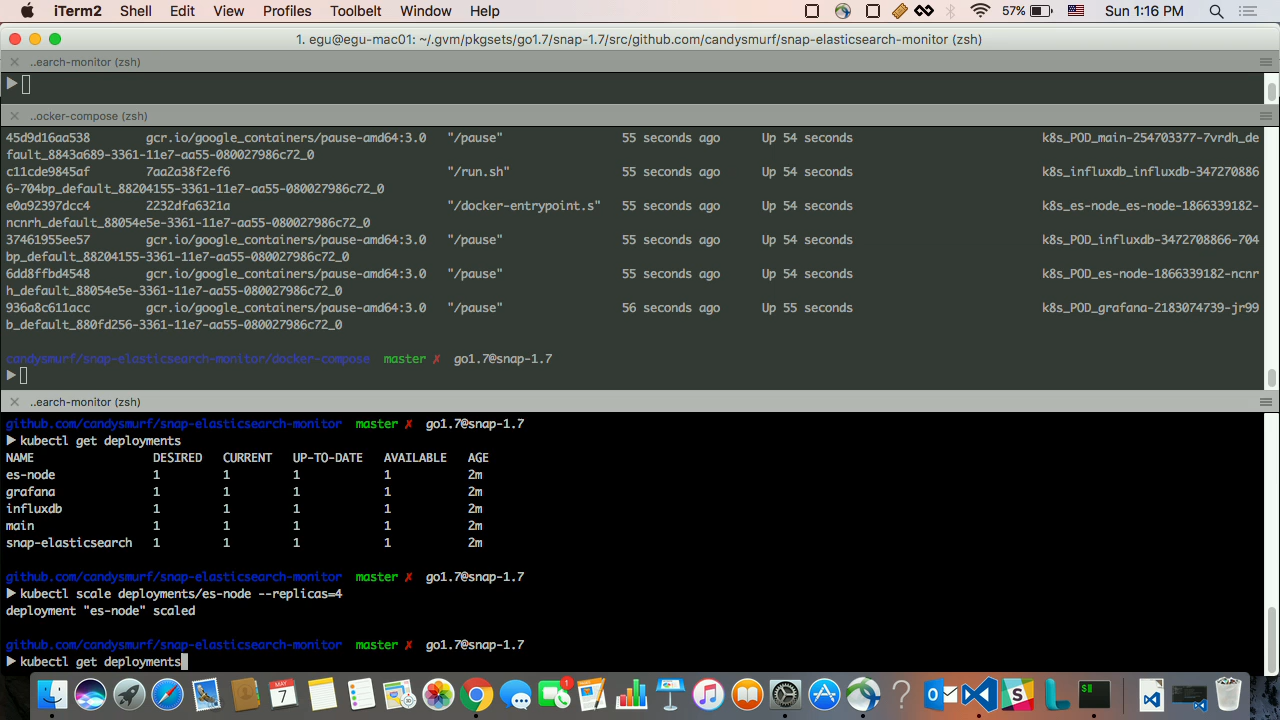 iTerm2 Shell Edit View Profiles Toolbelt Window Help 57% Sun 1:16 PM
1. egu@egu-mac01: ~/.gvm/pkgsets/go1.7/snap-1.7/src/github.com/candysmurf/snap-elasticsearch-monitor (zsh)
..earch-monitor (zsh)
..ocker-compose (zsh)
45d9d16aa538 gcr.io/google_containers/pause-amd64:3.0 "/pause" 55 seconds ago Up 54 seconds k8s_POD_main-254703377-7vrdh_de
fault_8843a689-3361-11e7-aa55-080027986c72_0
c11cde9845af 7aa2a38f2ef6 "/run.sh" 55 seconds ago Up 54 seconds k8s_influxdb_influxdb-347270886
6-704bp_default_88204155-3361-11e7-aa55-080027986c72_0
e0a92397dcc4 2232dfa6321a "/docker-entrypoint.s" 55 seconds ago Up 54 seconds k8s_es-node_es-node-1866339182-
ncnrh_default_88054e5e-3361-11e7-aa55-080027986c72_0
37461955ee57 gcr.io/google_containers/pause-amd64:3.0 "/pause" 55 seconds ago Up 54 seconds k8s_POD_influxdb-3472708866-704
bp_default_88204155-3361-11e7-aa55-080027986c72_0
6dd8ffbd4548 gcr.io/google_containers/pause-amd64:3.0 "/pause" 55 seconds ago Up 54 seconds k8s_POD_es-node-1866339182-ncnr
h_default_88054e5e-3361-11e7-aa55-080027986c72_0
936a8c611acc gcr.io/google_containers/pause-amd64:3.0 "/pause" 56 seconds ago Up 55 seconds k8s_POD_grafana-2183074739-jr99
b_default_880fd256-3361-11e7-aa55-080027986c72_0
candysmurf/snap-elasticsearch-monitor/docker-compose master ✗ go1.7@snap-1.7
▶
..earch-monitor (zsh)
github.com/candysmurf/snap-elasticsearch-monitor master ✗ go1.7@snap-1.7
▶ kubectl get deployments
NAME DESIRED CURRENT UP-TO-DATE AVAILABLE AGE
es-node 1 1 1 1 2m
grafana 1 1 1 1 2m
influxdb 1 1 1 1 2m
main 1 1 1 1 2m
snap-elasticsearch 1 1 1 1 2m
github.com/candysmurf/snap-elasticsearch-monitor master ✗ go1.7@snap-1.7
▶ kubectl scale deployments/es-node --replicas=4
deployment "es-node" scaled
github.com/candysmurf/snap-elasticsearch-monitor master ✗ go1.7@snap-1.7
▶ kubectl get deployments
MAY
7
1